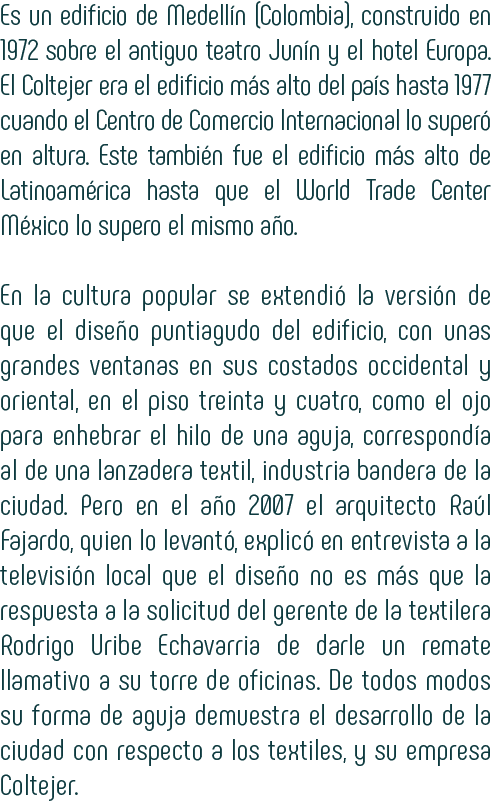 Es un edificio de Medellín (Colombia), construido en
1972 sobre el antiguo teatro Junín y el hotel Europa.
El Coltejer era el edificio más alto del país hasta 1977
cuando el Centro de Comercio Internacional lo superó
en altura. Este también fue el edificio más alto de
Latinoamérica hasta que el World Trade Center
México lo supero el mismo año.

En la cultura popular se extendió la versión de
que el diseño puntiagudo del edificio, con unas
grandes ventanas en sus costados occidental y
oriental, en el piso treinta y cuatro, como el ojo
para enhebrar el hilo de una aguja, correspondía
al de una lanzadera textil, industria bandera de la
ciudad. Pero en el año 2007 el arquitecto Raúl
Fajardo, quien lo levantó, explicó en entrevista a la
televisión local que el diseño no es más que la
respuesta a la solicitud del gerente de la textilera
Rodrigo Uribe Echavarria de darle un remate
llamativo a su torre de oficinas. De todos modos
su forma de aguja demuestra el desarrollo de la
ciudad con respecto a los textiles, y su empresa
Coltejer.